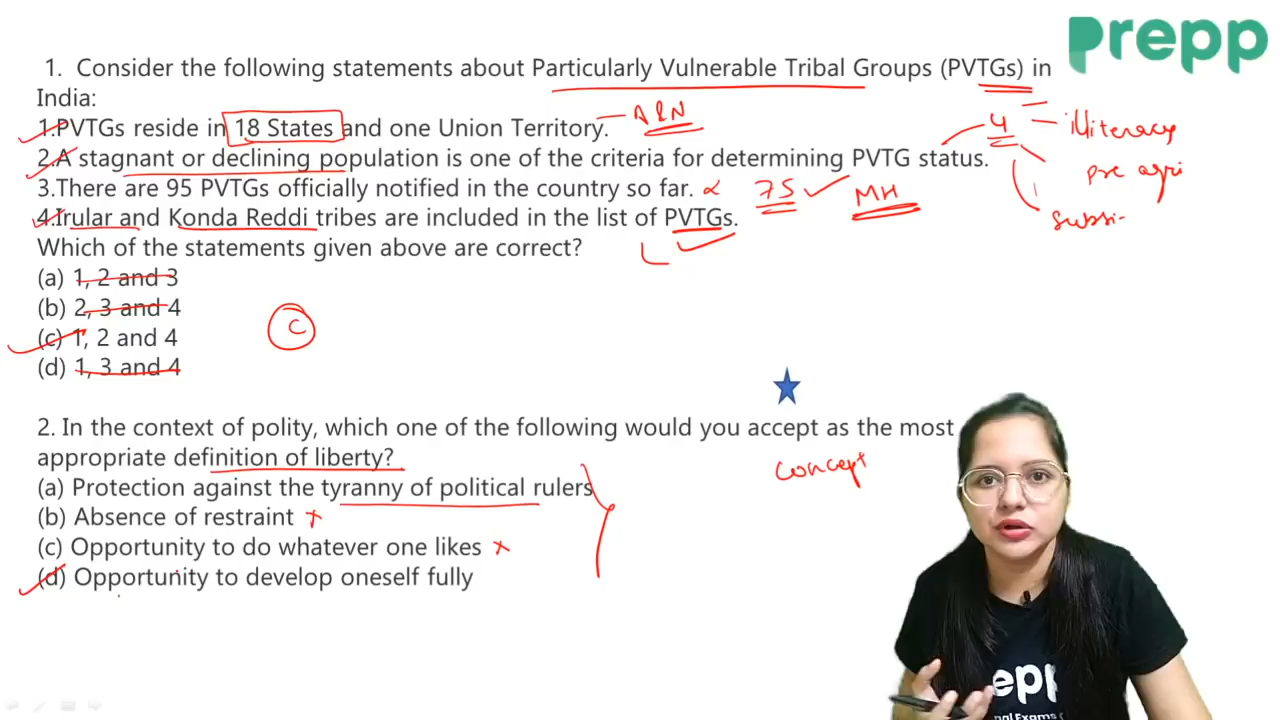 prepp
1. Consider the following statements about Particularly Vulnerable Tribal Groups (PVTGs) in
India:
1.PVTGs reside in 18 States and one Union Territory. - A&N
2.A stagnant or declining population is one of the criteria for determining PVTG status. 4 illiteracy
pre agri
3.There are 95 PVTGs officially notified in the country so far. 75 MH
4.Irular and Konda Reddi tribes are included in the list of PVTGs. subsi-
Which of the statements given above are correct?
(a) 1, 2 and 3
(b) 2, 3 and 4
(c) 1, 2 and 4 C
(d) 1, 3 and 4
2. In the context of polity, which one of the following would you accept as the most
appropriate definition of liberty? concept
(a) Protection against the tyranny of political rulers
(b) Absence of restraint x
(c) Opportunity to do whatever one likes x
(d) Opportunity to develop oneself fully
epp
nal Exams